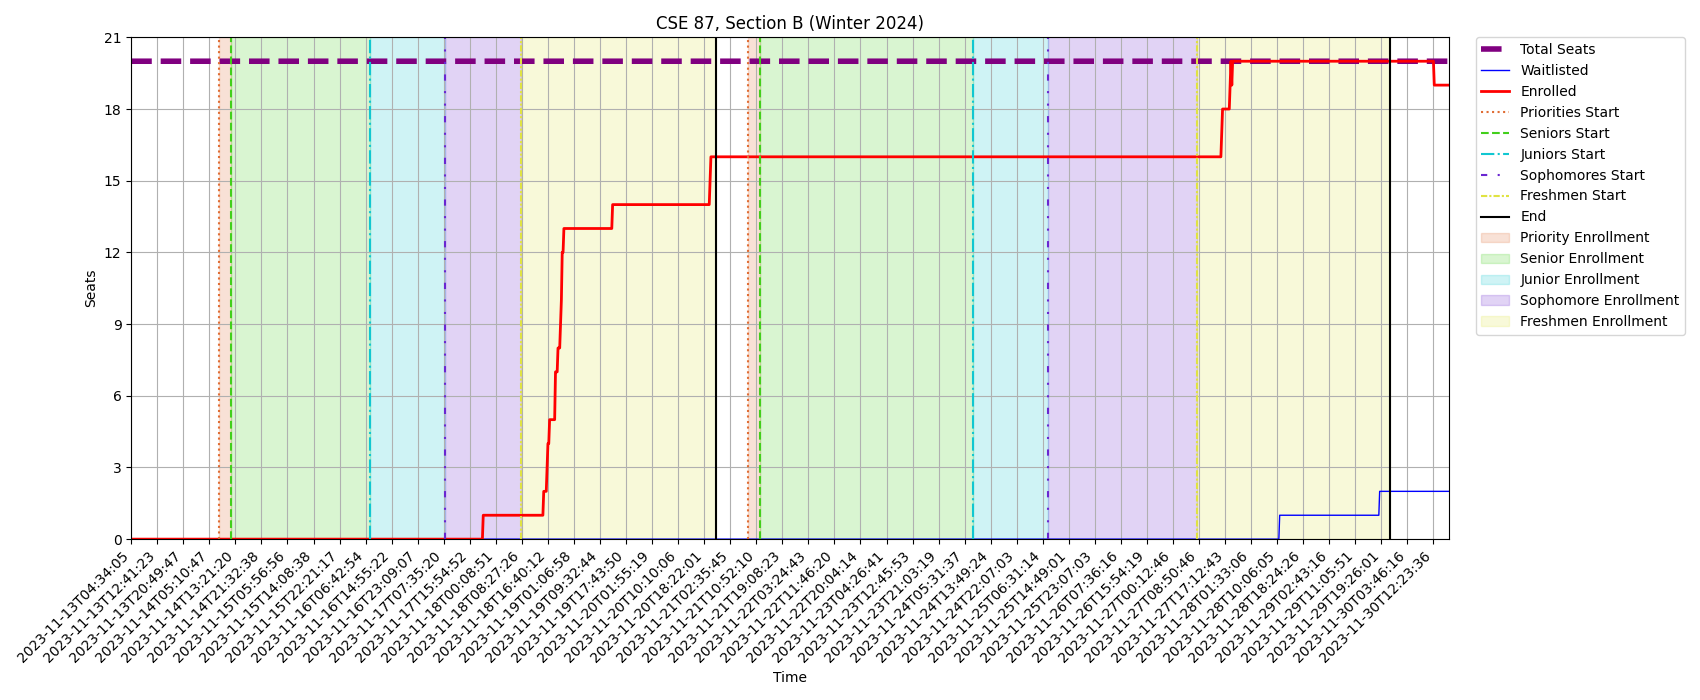 CSE 87, Section B (Winter 2024)
Seats
21
18
15
12
9
6
3
0
2023-11-13T04:34:05
2023-11-13T12:41:23
2023-11-13T20:49:47
2023-11-14T05:10:47
2023-11-14T13:21:20
2023-11-14T21:32:38
2023-11-15T05:56:56
2023-11-15T14:08:38
2023-11-15T22:21:17
2023-11-16T06:42:54
2023-11-16T14:55:22
2023-11-16T23:09:07
2023-11-17T07:35:20
2023-11-17T15:54:52
2023-11-18T00:08:51
2023-11-18T08:27:26
2023-11-18T16:40:12
2023-11-19T01:06:58
2023-11-19T09:32:44
2023-11-19T17:43:50
2023-11-20T01:55:19
2023-11-20T10:10:06
2023-11-20T18:22:01
2023-11-21T02:35:45
2023-11-21T10:52:10
2023-11-21T19:08:23
2023-11-22T03:24:43
2023-11-22T11:46:20
2023-11-22T20:04:14
2023-11-23T04:26:41
2023-11-23T12:45:53
2023-11-23T21:03:19
2023-11-24T05:31:37
2023-11-24T13:49:24
2023-11-24T22:07:03
2023-11-25T06:31:14
2023-11-25T14:49:01
2023-11-25T23:07:03
2023-11-26T07:36:16
2023-11-26T15:54:19
2023-11-27T00:12:46
2023-11-27T08:50:46
2023-11-27T17:12:43
2023-11-28T01:33:06
2023-11-28T10:06:05
2023-11-28T18:24:26
2023-11-29T02:43:16
2023-11-29T11:05:51
2023-11-29T19:26:01
2023-11-30T03:46:16
2023-11-30T12:23:36
Time
Total Seats
Waitlisted
Enrolled
Priorities Start
Seniors Start
Juniors Start
Sophomores Start
Freshmen Start
End
Priority Enrollment
Senior Enrollment
Junior Enrollment
Sophomore Enrollment
Freshmen Enrollment